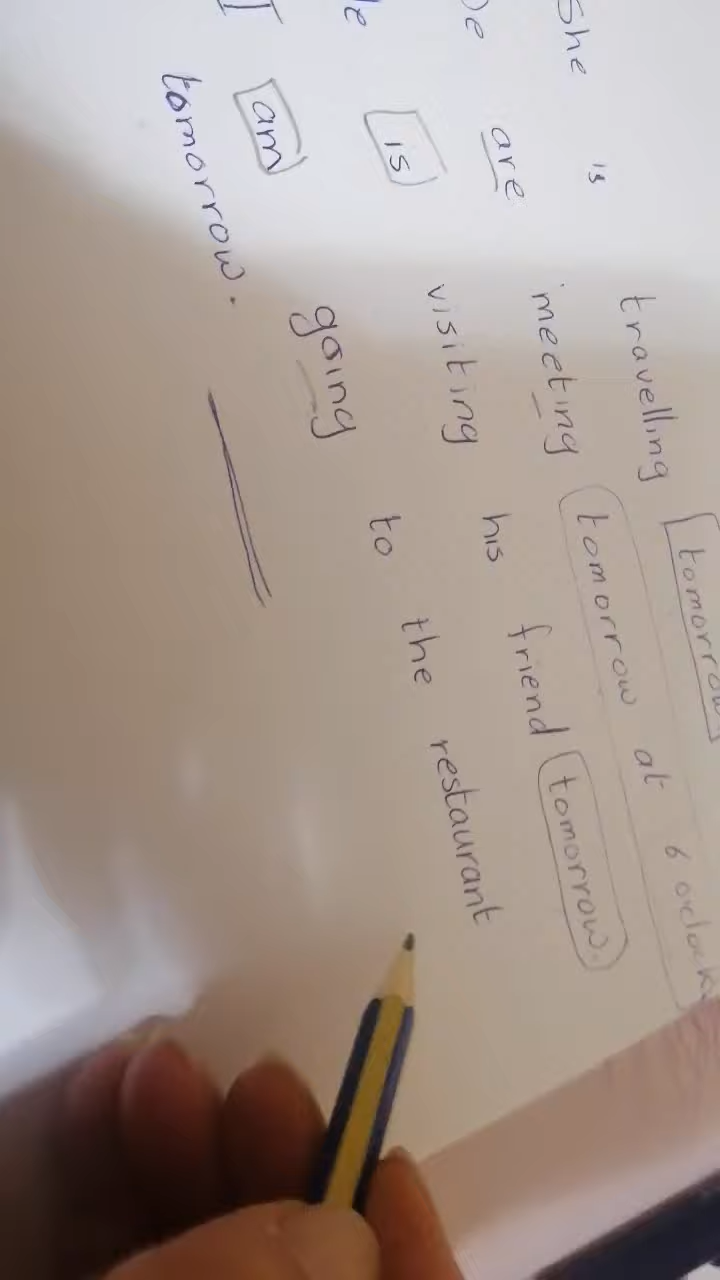 She is travelling tomorrow
are meeting tomorrow at 6 o'clock
is visiting his friend tomorrow.
I am going to the restaurant
tomorrow.